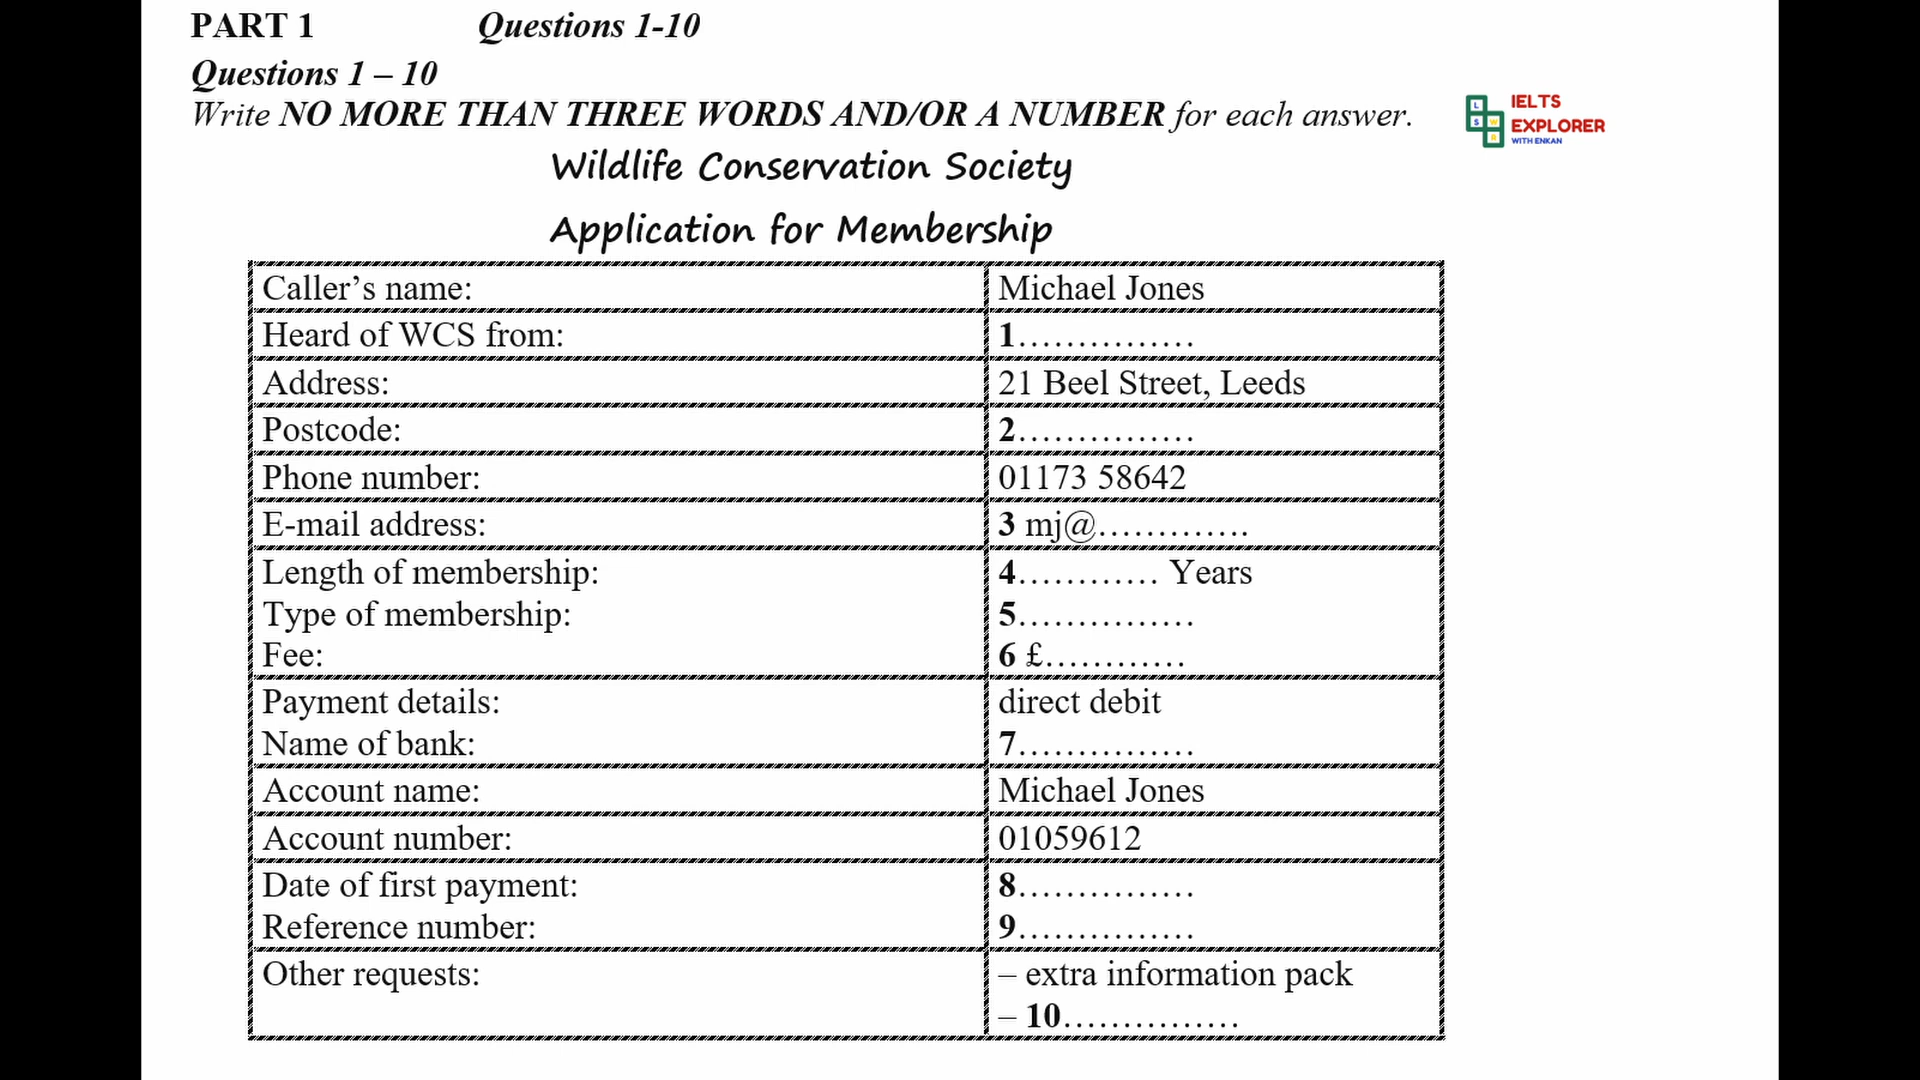 PART 1 Questions 1-10
Questions 1 – 10
Write NO MORE THAN THREE WORDS AND/OR A NUMBER for each answer.
IELTS
EXPLORER
WITH ENKAN
L
S W
R
Wildlife Conservation Society
Application for Membership
Caller’s name: Michael Jones
Heard of WCS from: 1...............
Address: 21 Beel Street, Leeds
Postcode: 2...............
Phone number: 01173 58642
E-mail address: 3 mj@.............
Length of membership: 4............ Years
Type of membership: 5...............
Fee: 6 £............
Payment details: direct debit
Name of bank: 7...............
Account name: Michael Jones
Account number: 01059612
Date of first payment: 8...............
Reference number: 9...............
Other requests: – extra information pack
– 10...............